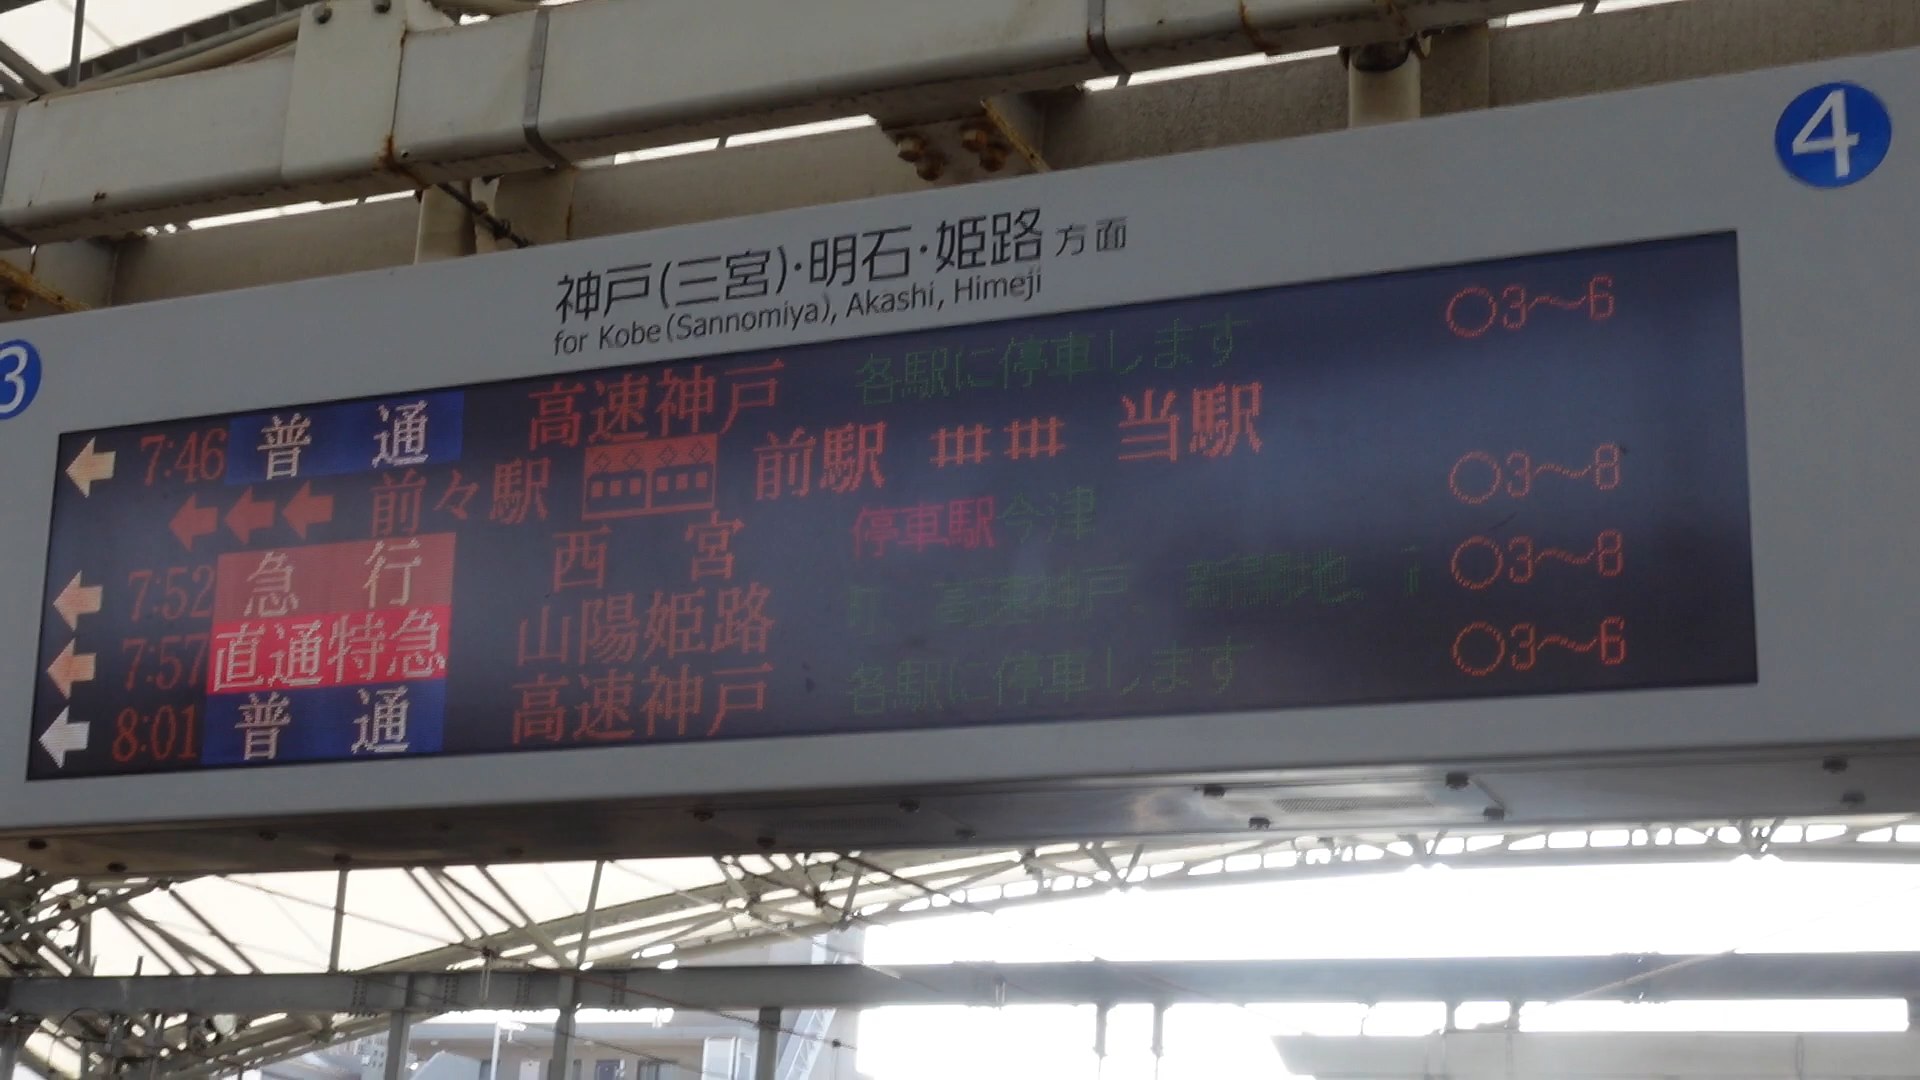 4
3
神戸(三宮)・明石・姫路方面
for Kobe(Sannomiya), Akashi, Himeji
7:46 普通 高速神戸 各駅に停車します ○3〜6
前々駅 前駅 当駅
7:52 急行 西宮 停車駅今津 ○3〜8
7:57 直通特急 山陽姫路 町、高速神戸、新開地、 ○3〜8
8:01 普通 高速神戸 各駅に停車します ○3〜6